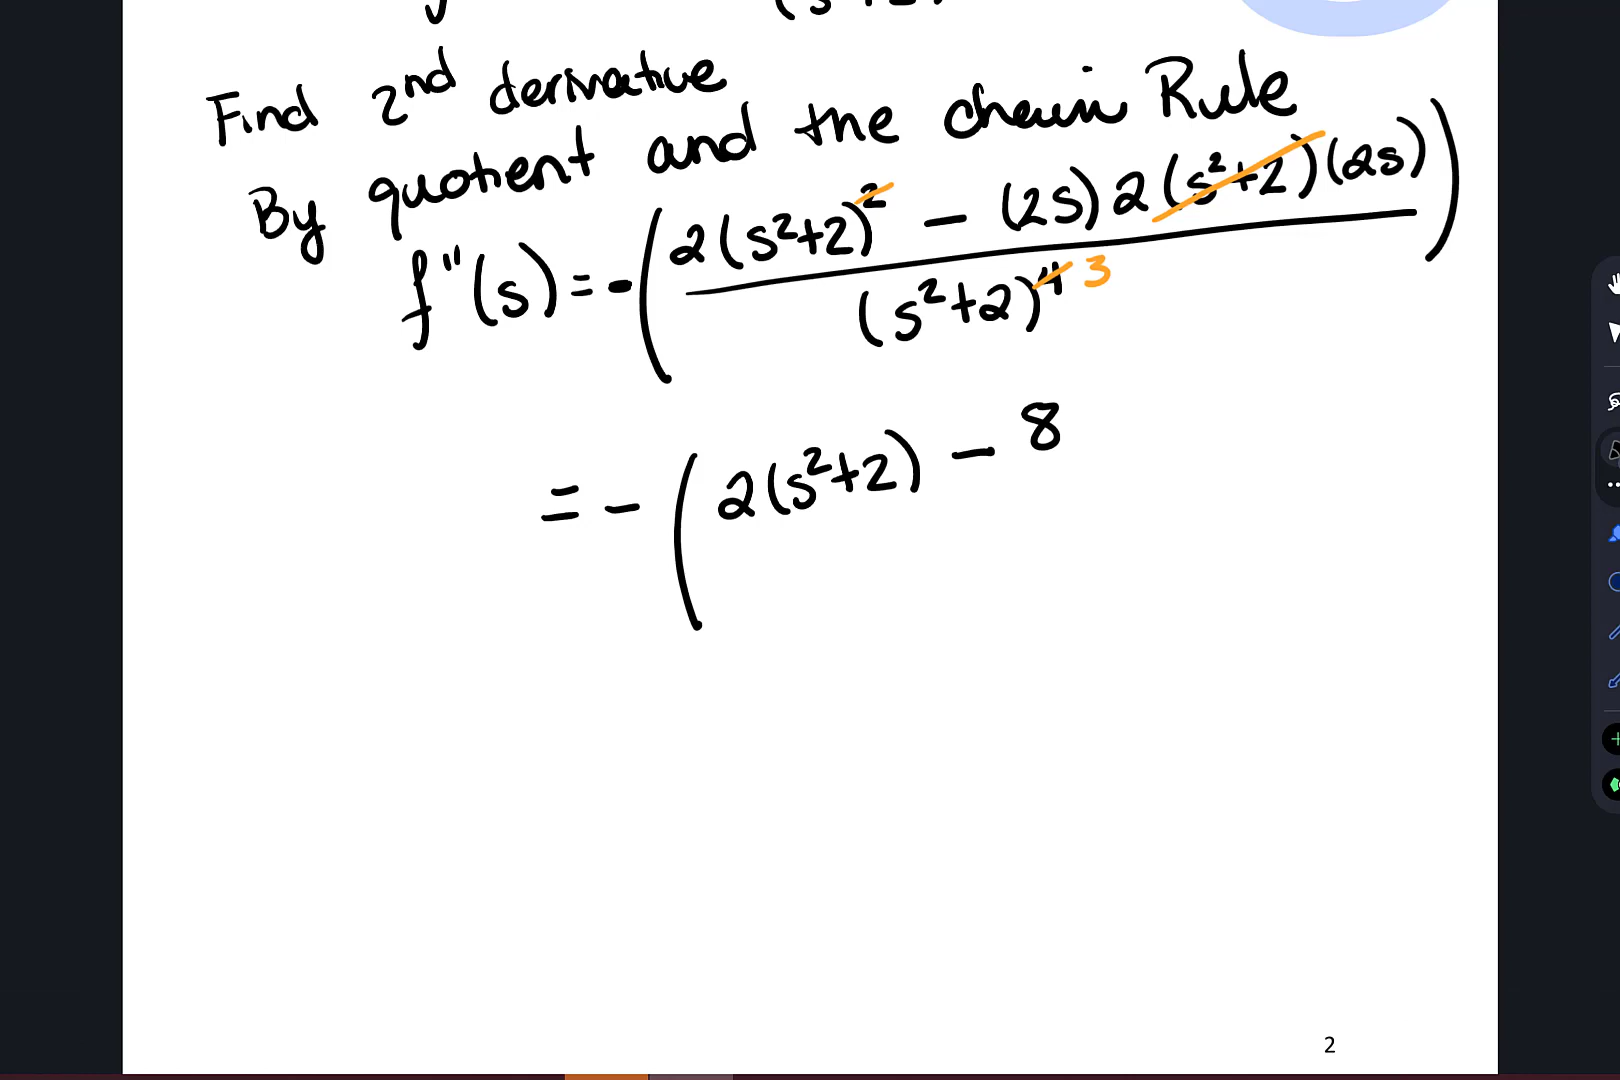 Find 2nd derivative
By quotient and the chain Rule
f''(s) = -(2(s²+2)² - (2s)2(s²+2)(2s))
(s²+2)⁴ 3
= -(2(s²+2) - 8
2